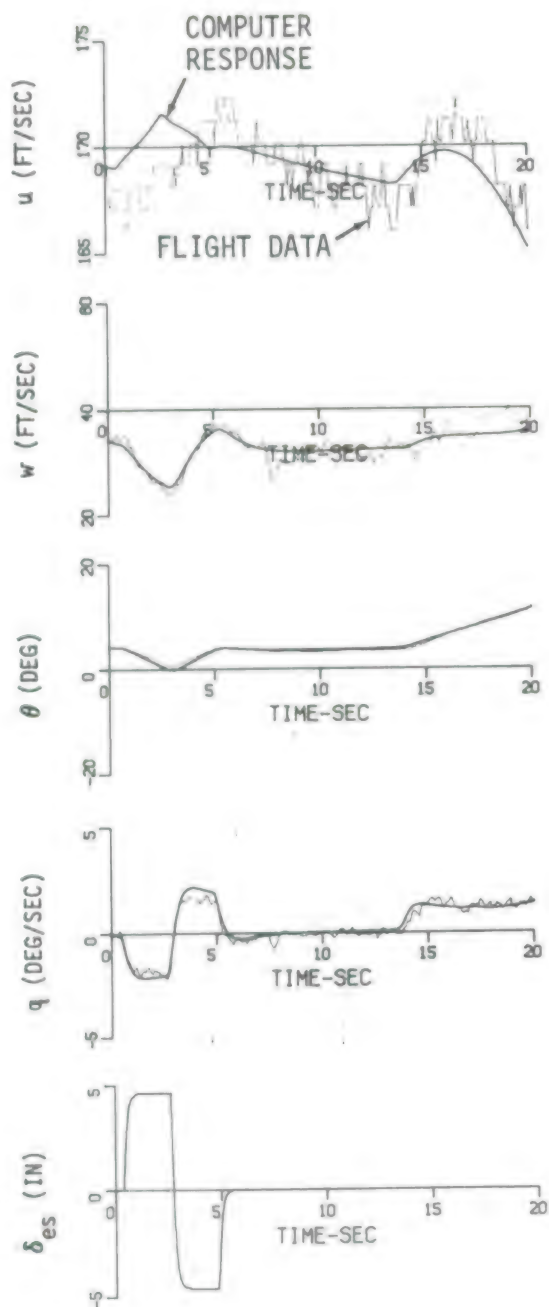 COMPUTER
RESPONSE
175
170
165
u (FT/SEC)
0 5 10 15 20
TIME-SEC
FLIGHT DATA
60
40
20
w (FT/SEC)
0 5 10 15 20
TIME-SEC
20
0
-20
θ (DEG)
5 10 15 20
TIME-SEC
5
0
-5
q (DEG/SEC)
5 10 15 20
TIME-SEC
5
0
-5
δes (IN)
5 10 15 20
TIME-SEC